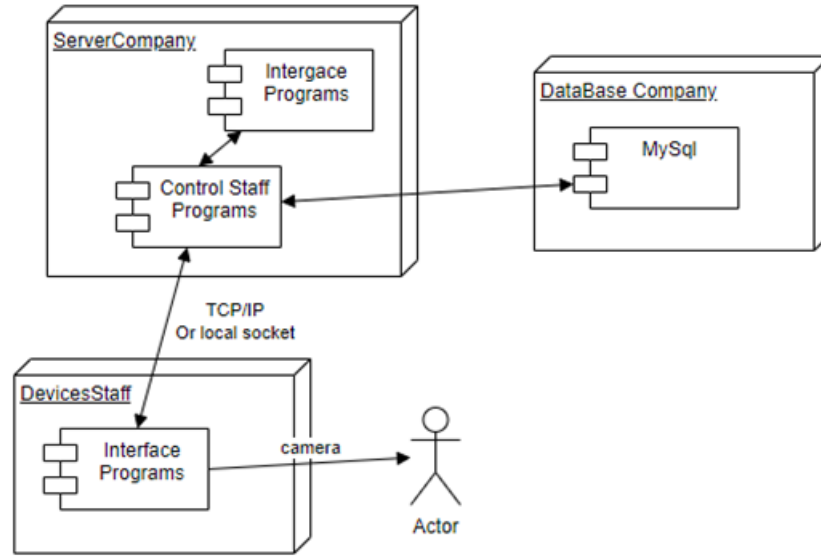 ServerCompany
Intergace
Programs
DataBase Company
MySql
Control Staff
Programs
TCP/IP
Or local socket
DevicesStaff
Interface
Programs
camera
Actor